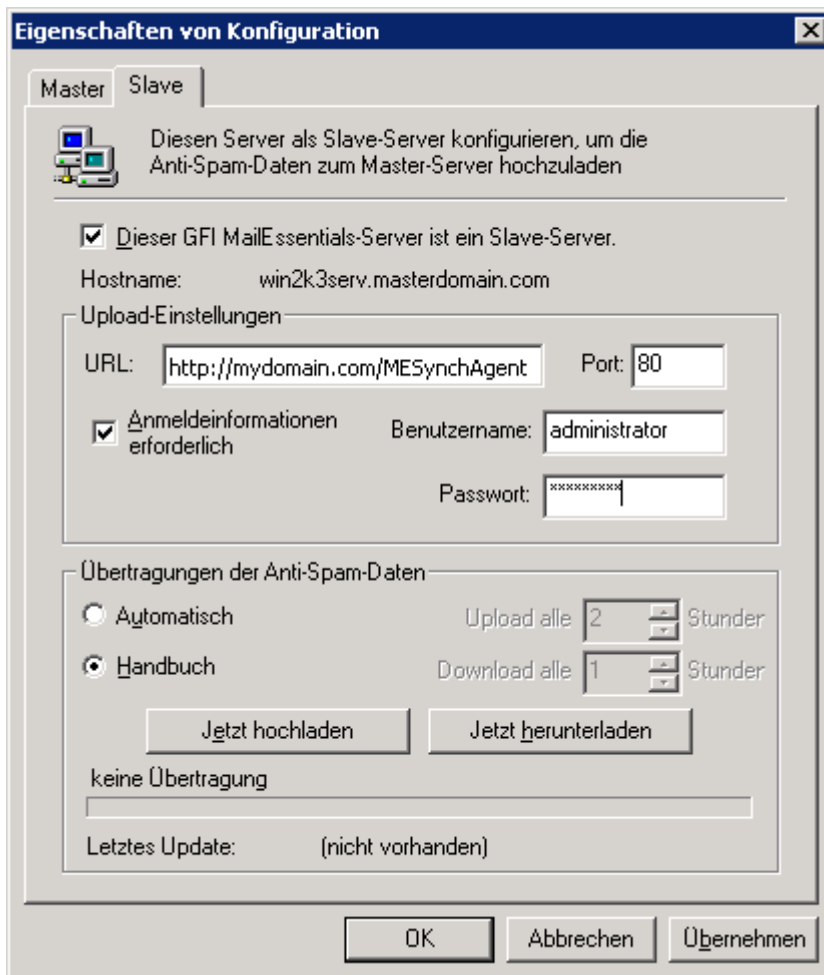 Eigenschaften von Konfiguration
Master Slave
Diesen Server als Slave-Server konfigurieren, um die
Anti-Spam-Daten zum Master-Server hochzuladen
Dieser GFI MailEssentials-Server ist ein Slave-Server.
Hostname: win2k3serv.masterdomain.com
Upload-Einstellungen
URL: http://mydomain.com/MESynchAgent Port: 80
Anmeldeinformationen
erforderlich
Benutzername: administrator
Passwort: *********
Übertragungen der Anti-Spam-Daten
Automatisch Upload alle 2 Stunder
Handbuch Download alle 1 Stunder
Jetzt hochladen Jetzt herunterladen
keine Übertragung
Letztes Update: (nicht vorhanden)
OK Abbrechen Übernehmen